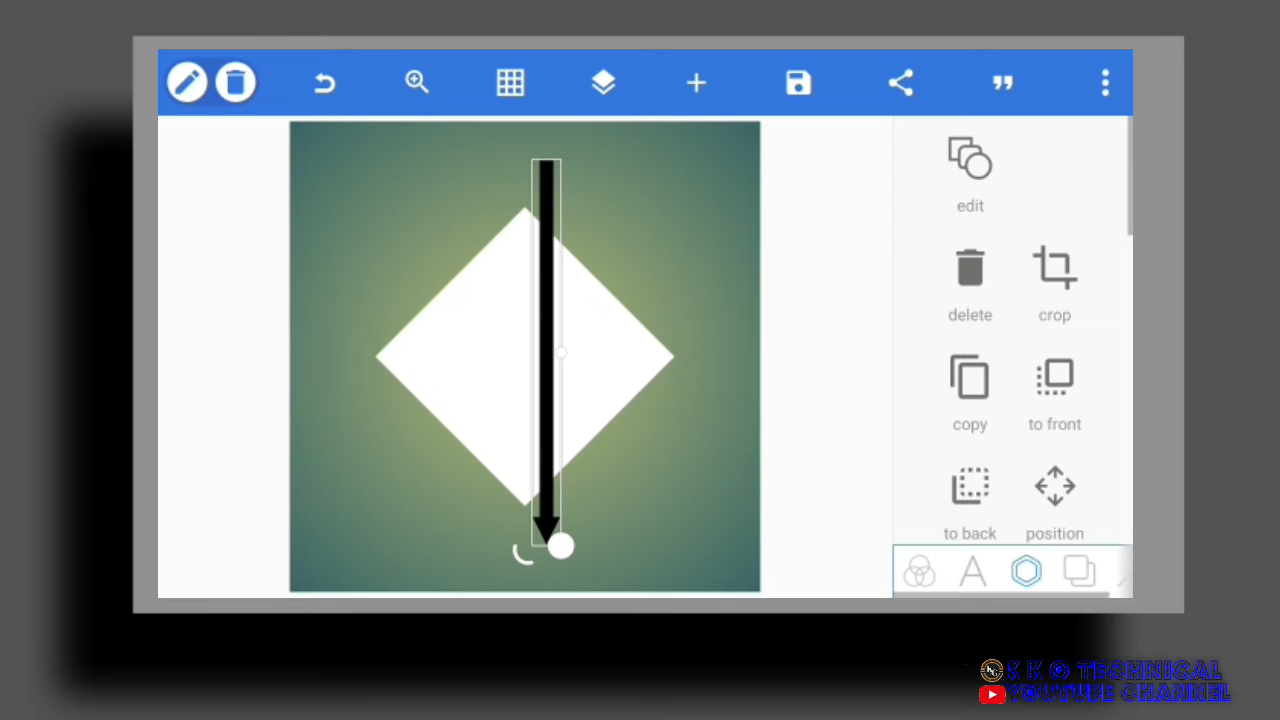 edit
delete crop
copy to front
to back position
K K G TECHNICAL
YOUTUBE CHANNEL